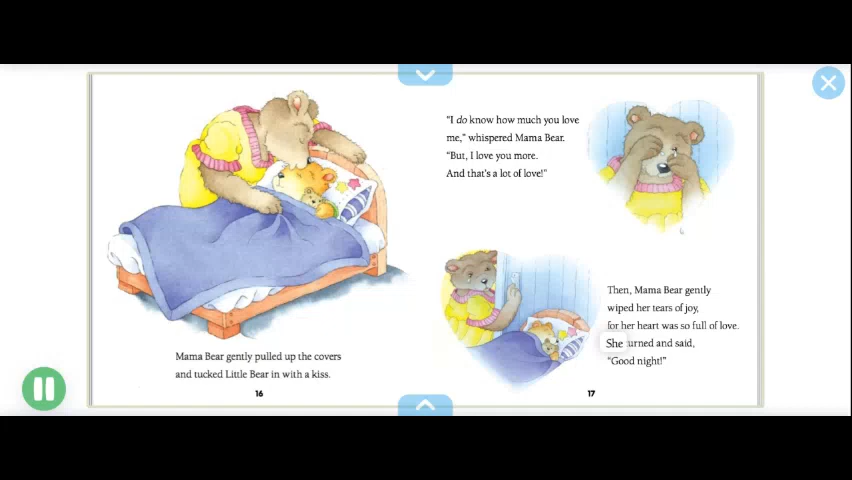 Mama Bear gently pulled up the covers
and tucked Little Bear in with a kiss.
16
"I do know how much you love
me," whispered Mama Bear.
"But, I love you more.
And that's a lot of love!"
Then, Mama Bear gently
wiped her tears of joy,
for her heart was so full of love.
She turned and said,
"Good night!"
17